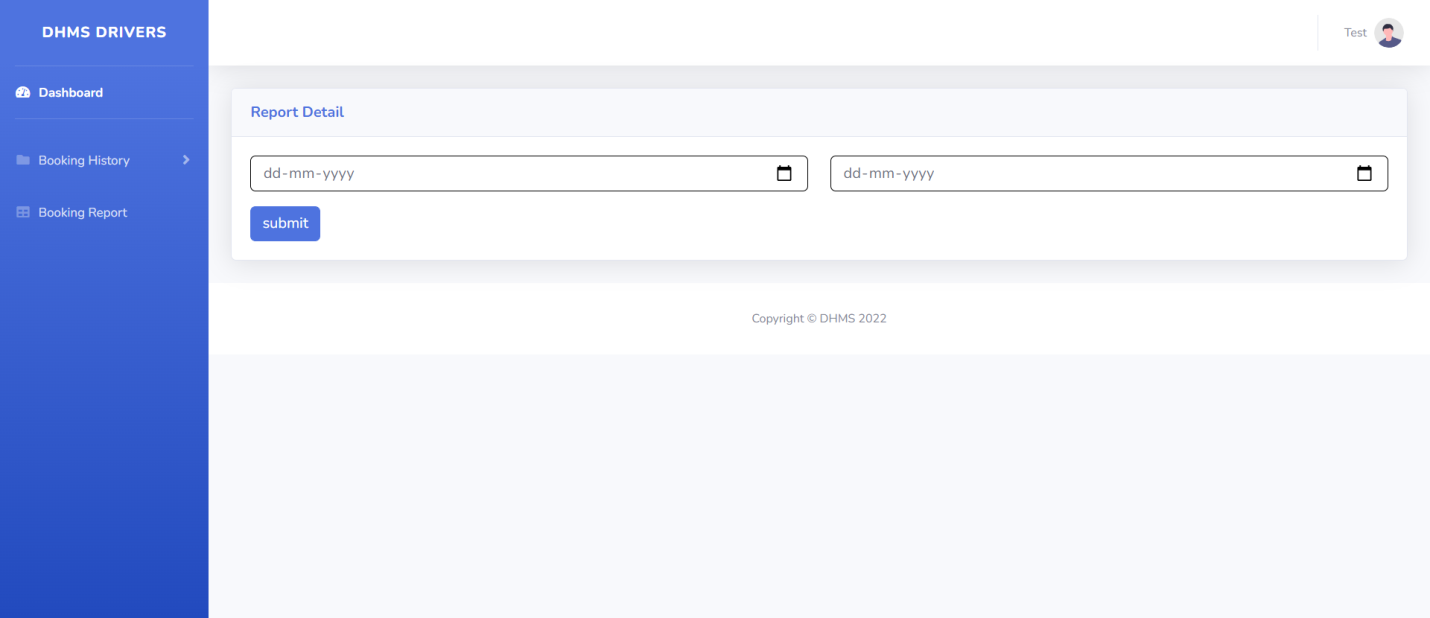 DHMS DRIVERS
Test
Dashboard
Report Detail
Booking History
dd-mm-yyyy
dd-mm-yyyy
Booking Report
submit
Copyright © DHMS 2022